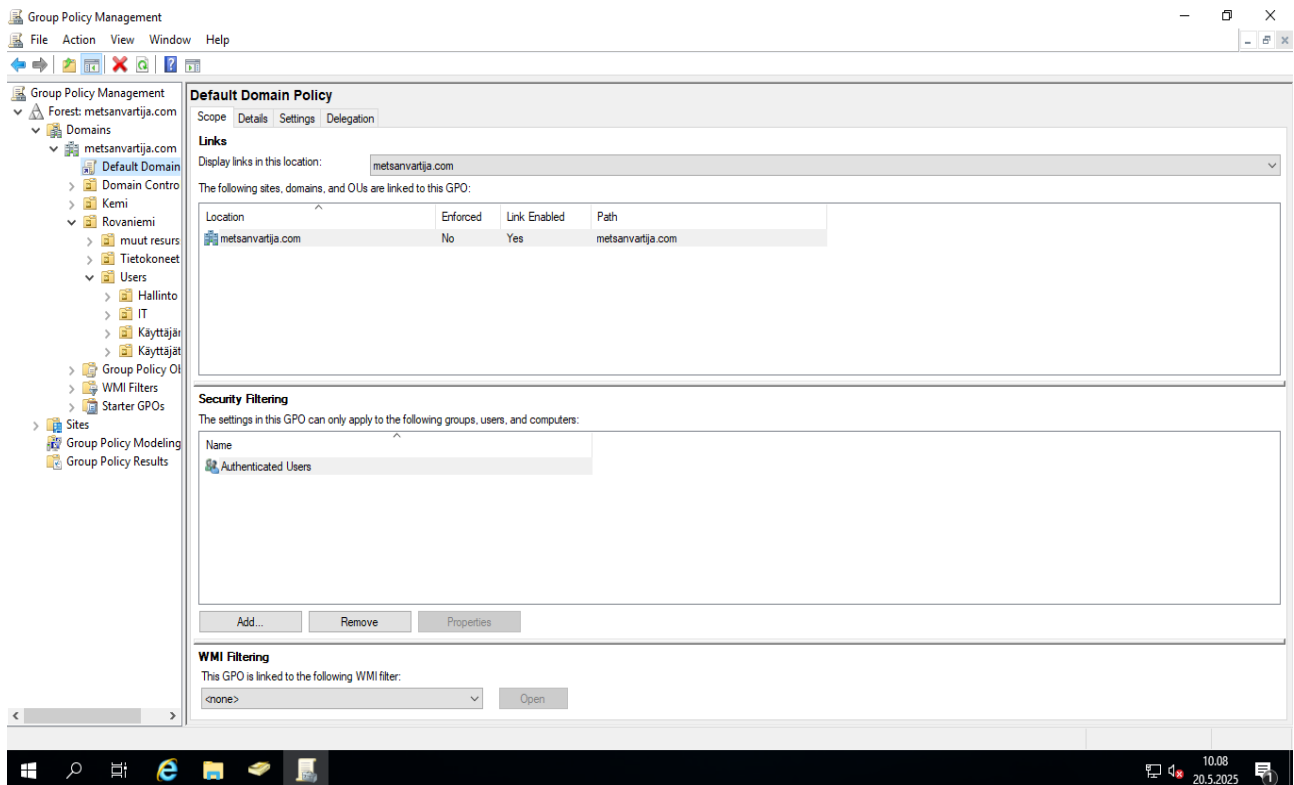 Group Policy Management
File Action View Window Help
Group Policy Management
Forest: metsanvartija.com
Domains
metsanvartija.com
Default Domain
Domain Contro
Kemi
Rovaniemi
muut resurs
Tietokoneet
Users
Hallinto
IT
Käyttäjär
Käyttäjät
Group Policy Ol
WMI Filters
Starter GPOs
Sites
Group Policy Modeling
Group Policy Results
Default Domain Policy
Scope Details Settings Delegation
Links
Display links in this location: metsanvartija.com
The following sites, domains, and OUs are linked to this GPO:
Location Enforced Link Enabled Path
metsanvartija.com No Yes metsanvartija.com
Security Filtering
The settings in this GPO can only apply to the following groups, users, and computers:
Name
Authenticated Users
Add... Remove Properties
WMI Filtering
This GPO is linked to the following WMI filter:
<none> Open
10.08
20.5.2025
1